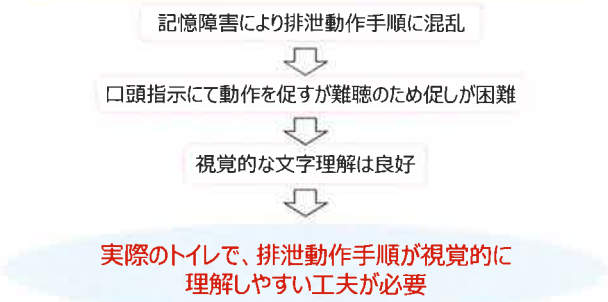 記憶障害により排泄動作手順に混乱
口頭指示にて動作を促すが難聴のため促しが困難
視覚的な文字理解は良好
実際のトイレで、排泄動作手順が視覚的に
理解しやすい工夫が必要